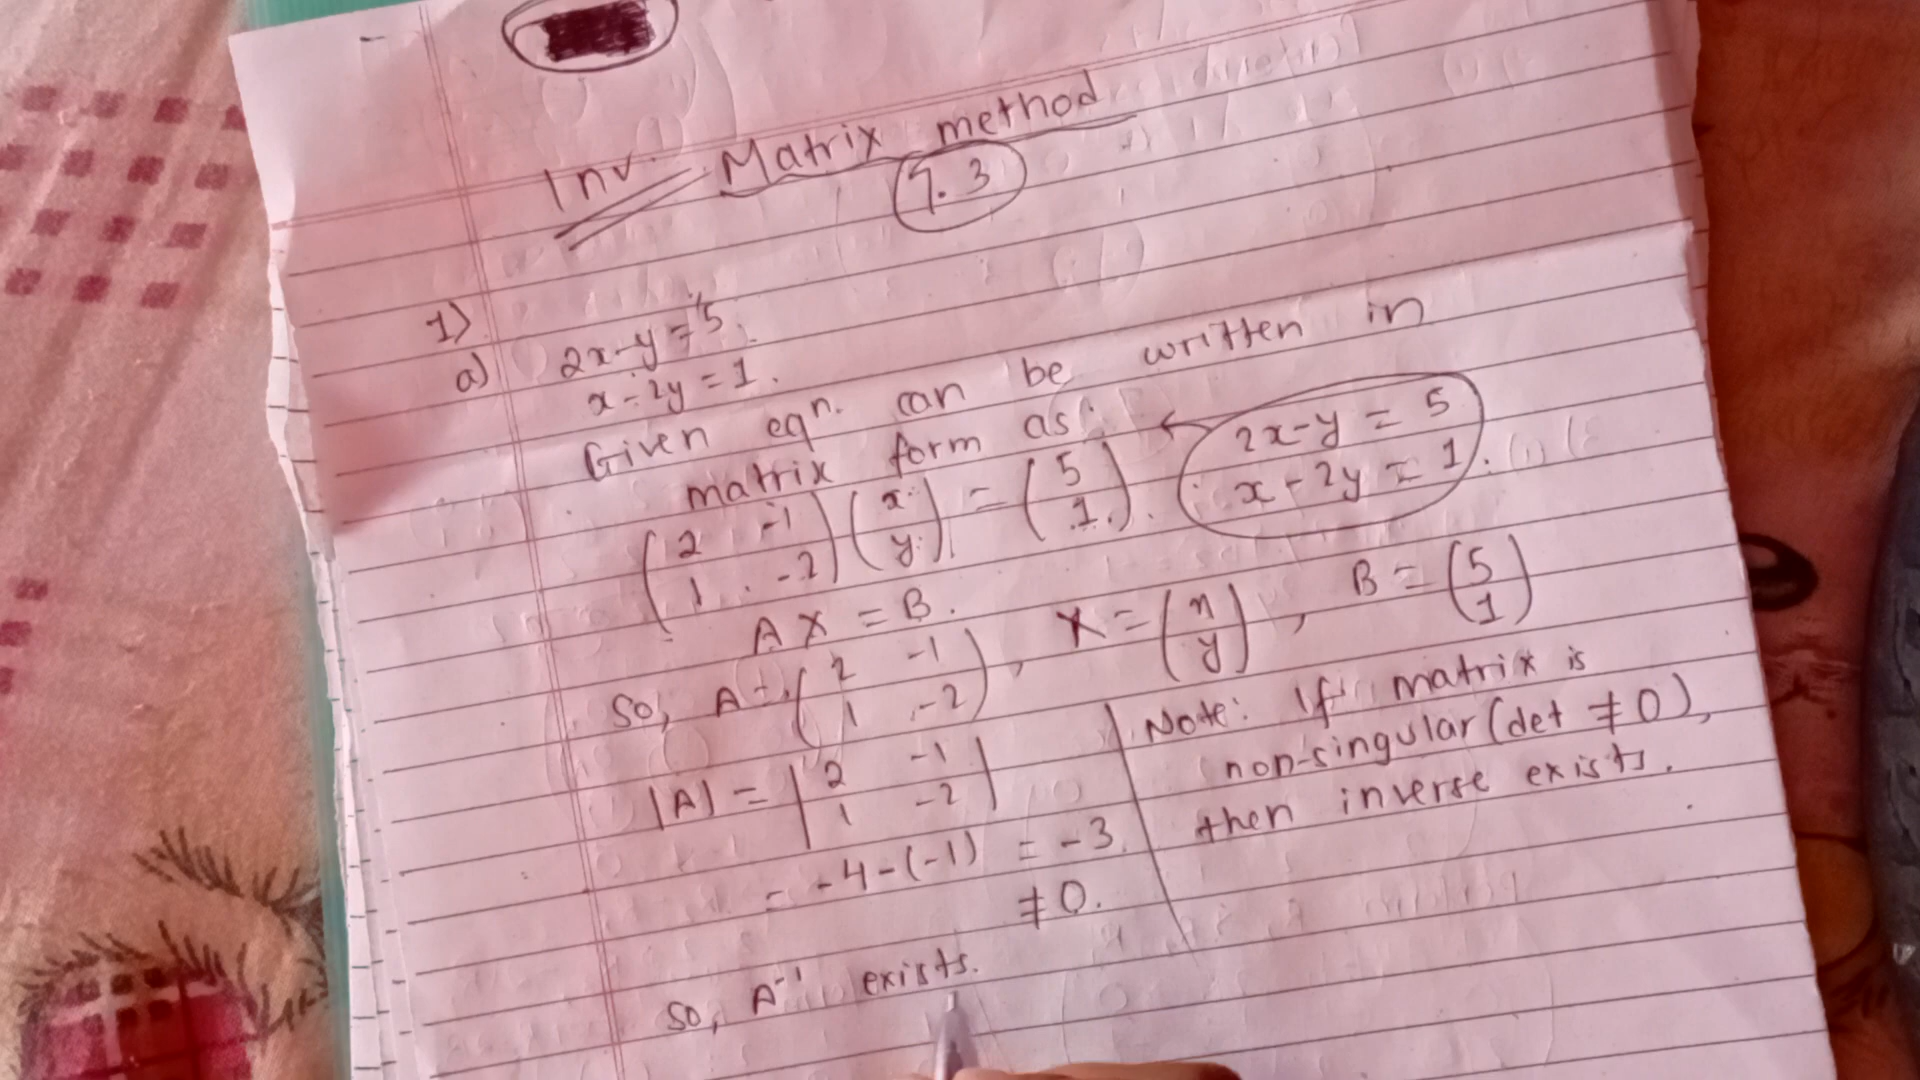 Inv. Matrix method
7.3
1)
a) 2x-y=5.
x-2y=1.
Given eqn. can be written in
matrix form as:
2x-y = 5
x-2y = 1.
(2 -1
1 -2) (x
y) = (5
1).
AX = B.
So, A = (2 -1
1 -2), X = (x
y), B = (5
1)
|A| = |2 -1
1 -2|
= -4-(-1) = -3.
≠0.
Note: If matrix is
non-singular (det ≠0),
then inverse exists.
So, A⁻¹ exists.